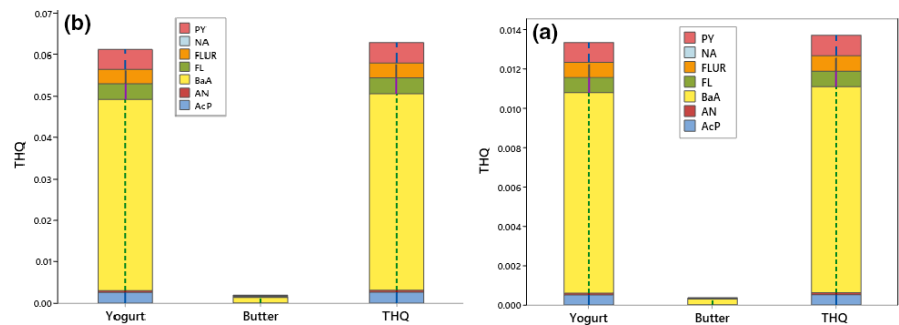 (b)
0.07
0.06
0.05
0.04
0.03
0.02
0.01
0.00
THQ
PY
NA
FLUR
FL
BaA
AN
AcP
Yogurt
Butter
THQ
(a)
0.014
0.012
0.010
0.008
0.006
0.004
0.002
0.000
THQ
PY
NA
FLUR
FL
BaA
AN
AcP
Yogurt
Butter
THQ